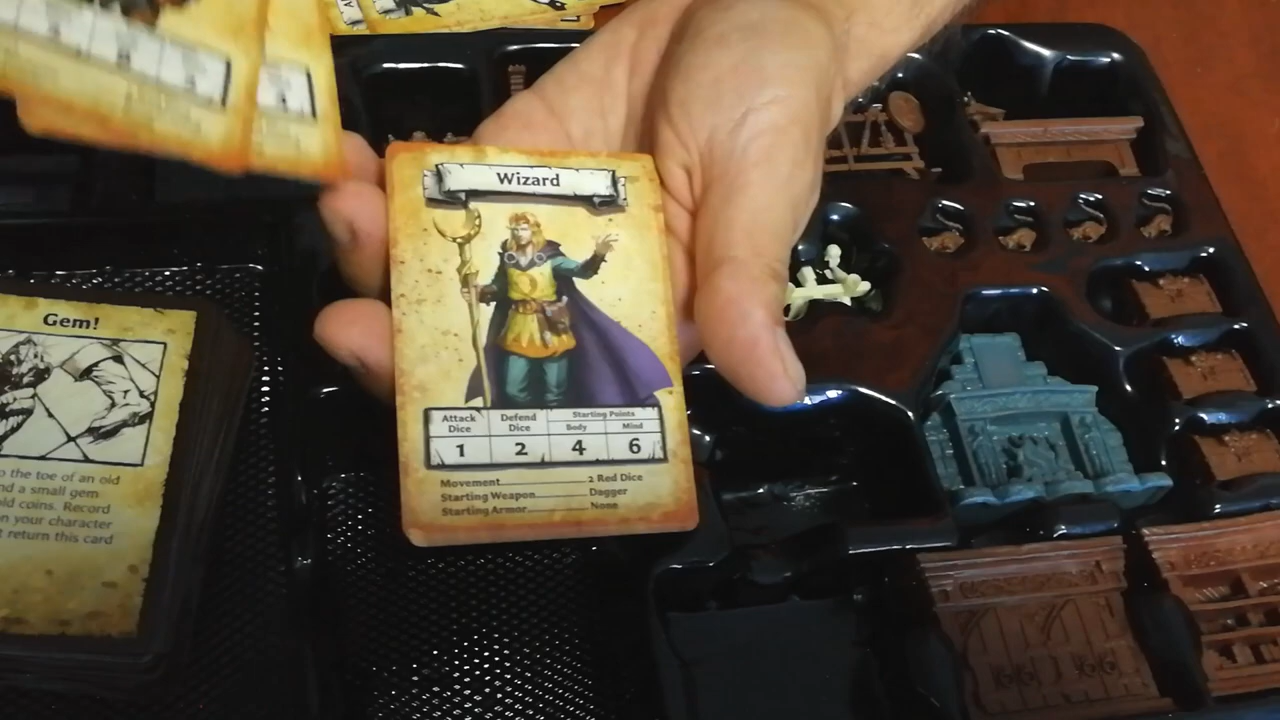 Wizard
Attack Dice
Defend Dice
Starting Points
Body
Mind
1
2
4
6
Movement 2 Red Dice
Starting Weapon Dagger
Starting Armor None
Gem!
the toe of an old
a small gem
old coins. Record
on your character
return this card